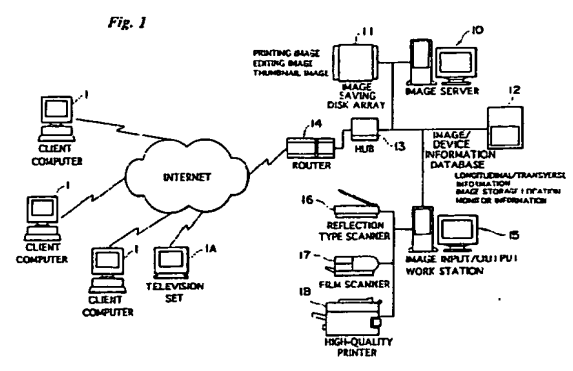 Fig. 1
11
10
PRINTING IMAGE
EDITING IMAGE
THUMBNAIL IMAGE
IMAGE
SAVING
DISK ARRAY
IMAGE SERVER
12
1
CLIENT
COMPUTER
14
ROUTER
HUB
13
IMAGE/
DEVICE
INFORMATION
DATABASE
LONGITUDINAL/TRANSVERSE
INFORMATION
IMAGE STORAGE LOCATION
MONITOR INFORMATION
INTERNET
1
CLIENT
COMPUTER
1
CLIENT
COMPUTER
1A
TELEVISION
SET
16
REFLECTION
TYPE SCANNER
15
IMAGE INPUT/OUTPUT
WORK STATION
17
FILM SCANNER
18
HIGH-QUALITY
PRINTER